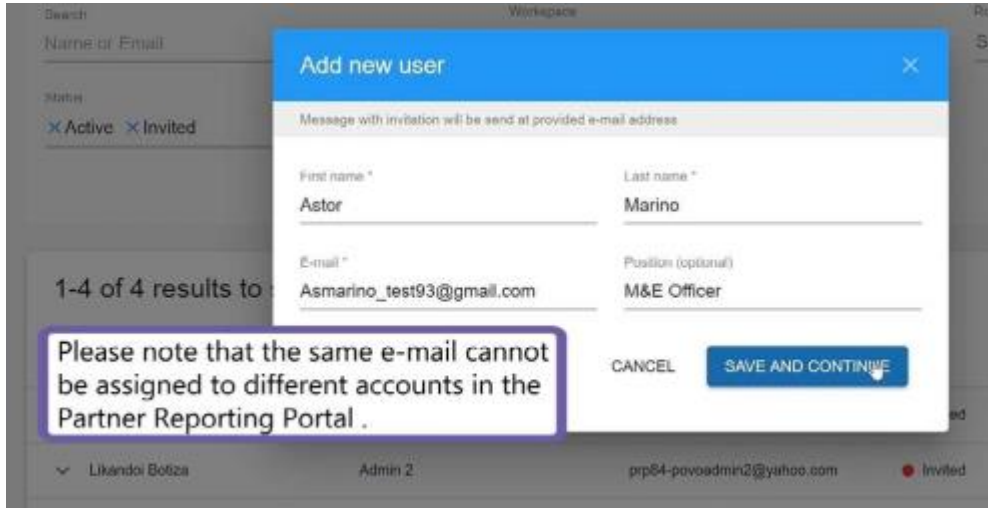 Search
Workspace
Name or Email
Status
× Active × Invited
Add new user ×
Message with invitation will be send at provided e-mail address
First name *
Last name *
Astor
Marino
E-mail *
Position (optional)
Asmarino_test93@gmail.com
M&E Officer
1-4 of 4 results to
CANCEL
SAVE AND CONTINUE
Please note that the same e-mail cannot
be assigned to different accounts in the
Partner Reporting Portal .
Likandoi Botiza
Admin 2
prp84-povoadmin2@yahoo.com
Invited